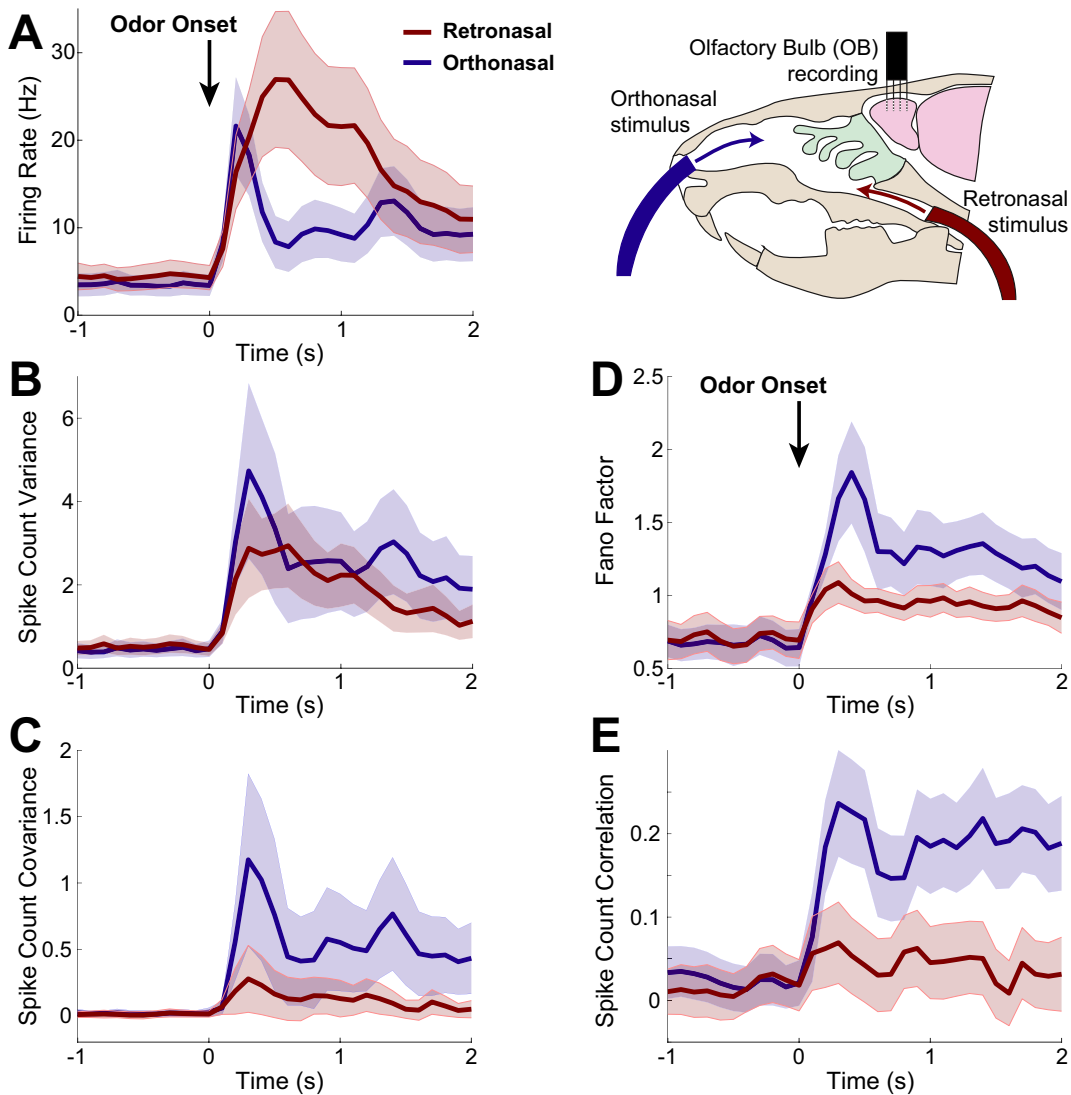 A
Odor Onset
Retronasal
Orthonasal
Firing Rate (Hz)
30
20
10
0
-1
0
1
2
Time (s)
Olfactory Bulb (OB)
recording
Orthonasal
stimulus
Retronasal
stimulus
B
Spike Count Variance
6
4
2
0
-1
0
1
2
Time (s)
D
Odor Onset
Fano Factor
2.5
2
1.5
1
0.5
-1
0
1
2
Time (s)
C
Spike Count Covariance
2
1.5
1
0.5
0
-1
0
1
2
Time (s)
E
Spike Count Correlation
0.2
0.1
0
-1
0
1
2
Time (s)